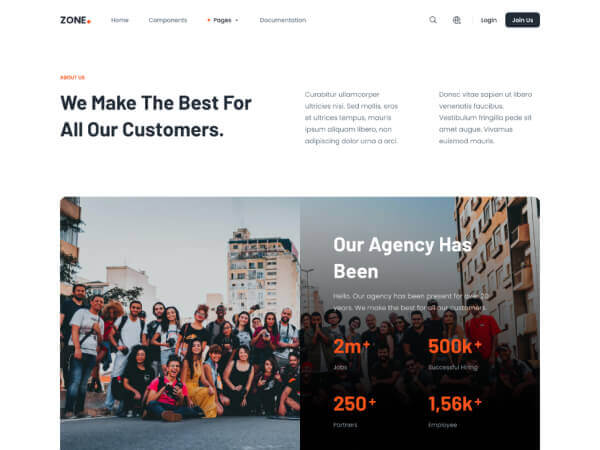 ZONE.
Home
Components
Pages
Documentation
Login
Join Us
ABOUT US
We Make The Best For
All Our Customers.
Curabitur ullamcorper
ultricies nisi. Sed mollis, eros
et ultrices tempus, mauris
ipsum aliquam libero, non
adipiscing dolor urna a orci.
Donec vitae sapien ut libero
venenatis faucibus.
Vestibulum fringilla pede sit
amet augue. Vivamus
euismod mauris.
Our Agency Has
Been
Hello. Our agency has been present for over 20
years. We make the best for all our customers.
2m+
Jobs
500k+
Successful Hiring
250+
Partners
1,56k+
Employee